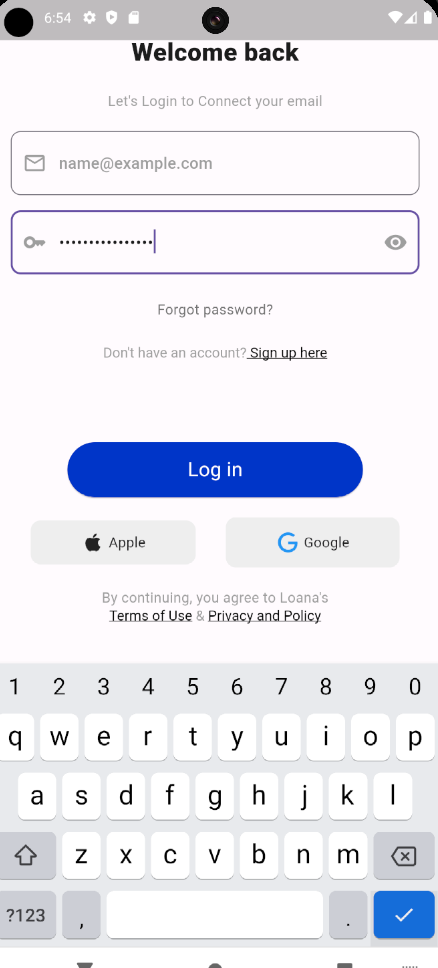 6:54
Welcome back
Let's Login to Connect your email
name@example.com
••••••••••••••••
Forgot password?
Don't have an account? Sign up here
Log in
Apple
Google
By continuing, you agree to Loana's
Terms of Use & Privacy and Policy
1 2 3 4 5 6 7 8 9 0
q w e r t y u i o p
a s d f g h j k l
z x c v b n m
?123 , .